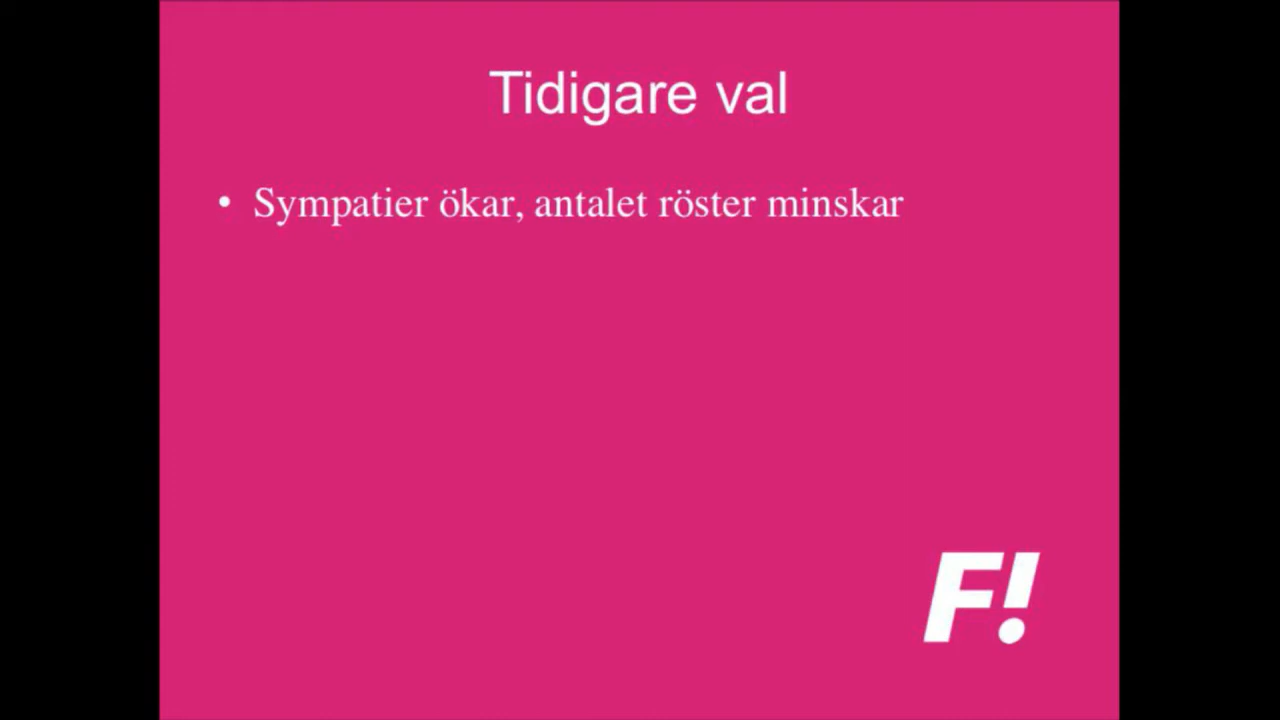 Tidigare val
• Sympatier ökar, antalet röster minskar
F!